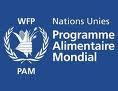 WFP
PAM
Nations Unies
Programme
Alimentaire
Mondial